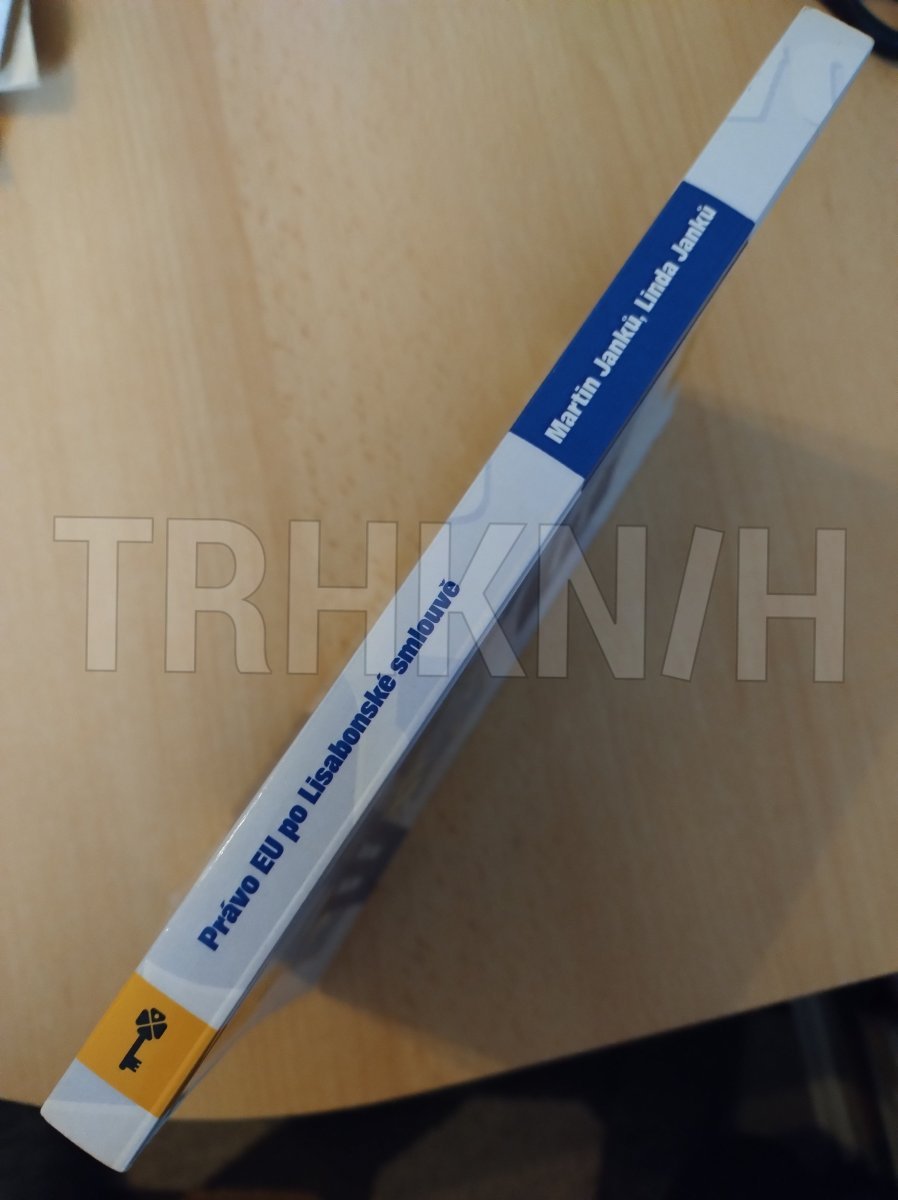 Martin Janků, Linda Janků
TRHKNIH
Právo EU po Lisabonské smlouvě